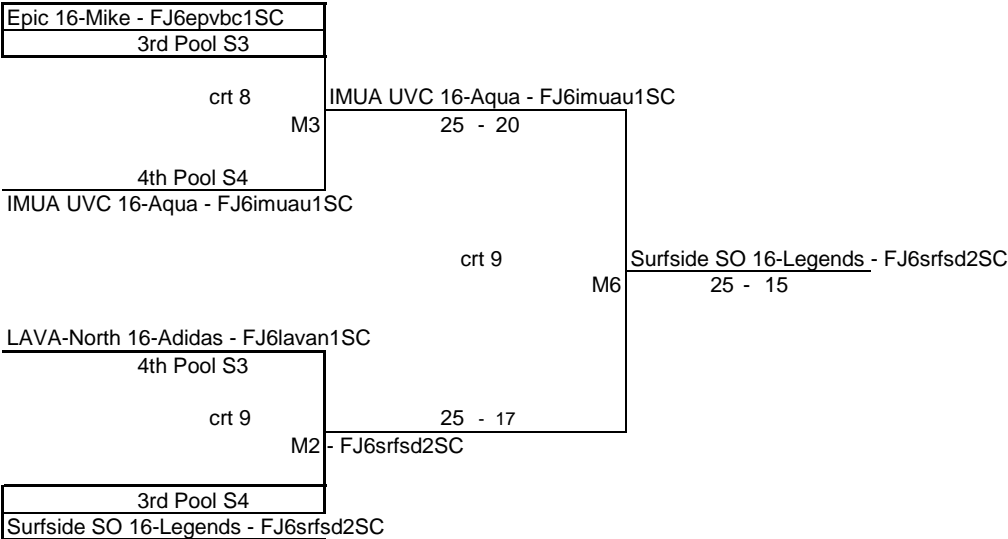 Epic 16-Mike - FJ6epvbc1SC
3rd Pool S3
crt 8
IMUA UVC 16-Aqua - FJ6imuau1SC
M3
25 - 20
4th Pool S4
IMUA UVC 16-Aqua - FJ6imuau1SC
crt 9
Surfside SO 16-Legends - FJ6srfsd2SC
M6
25 - 15
LAVA-North 16-Adidas - FJ6lavan1SC
4th Pool S3
crt 9
25 - 17
M2
- FJ6srfsd2SC
3rd Pool S4
Surfside SO 16-Legends - FJ6srfsd2SC